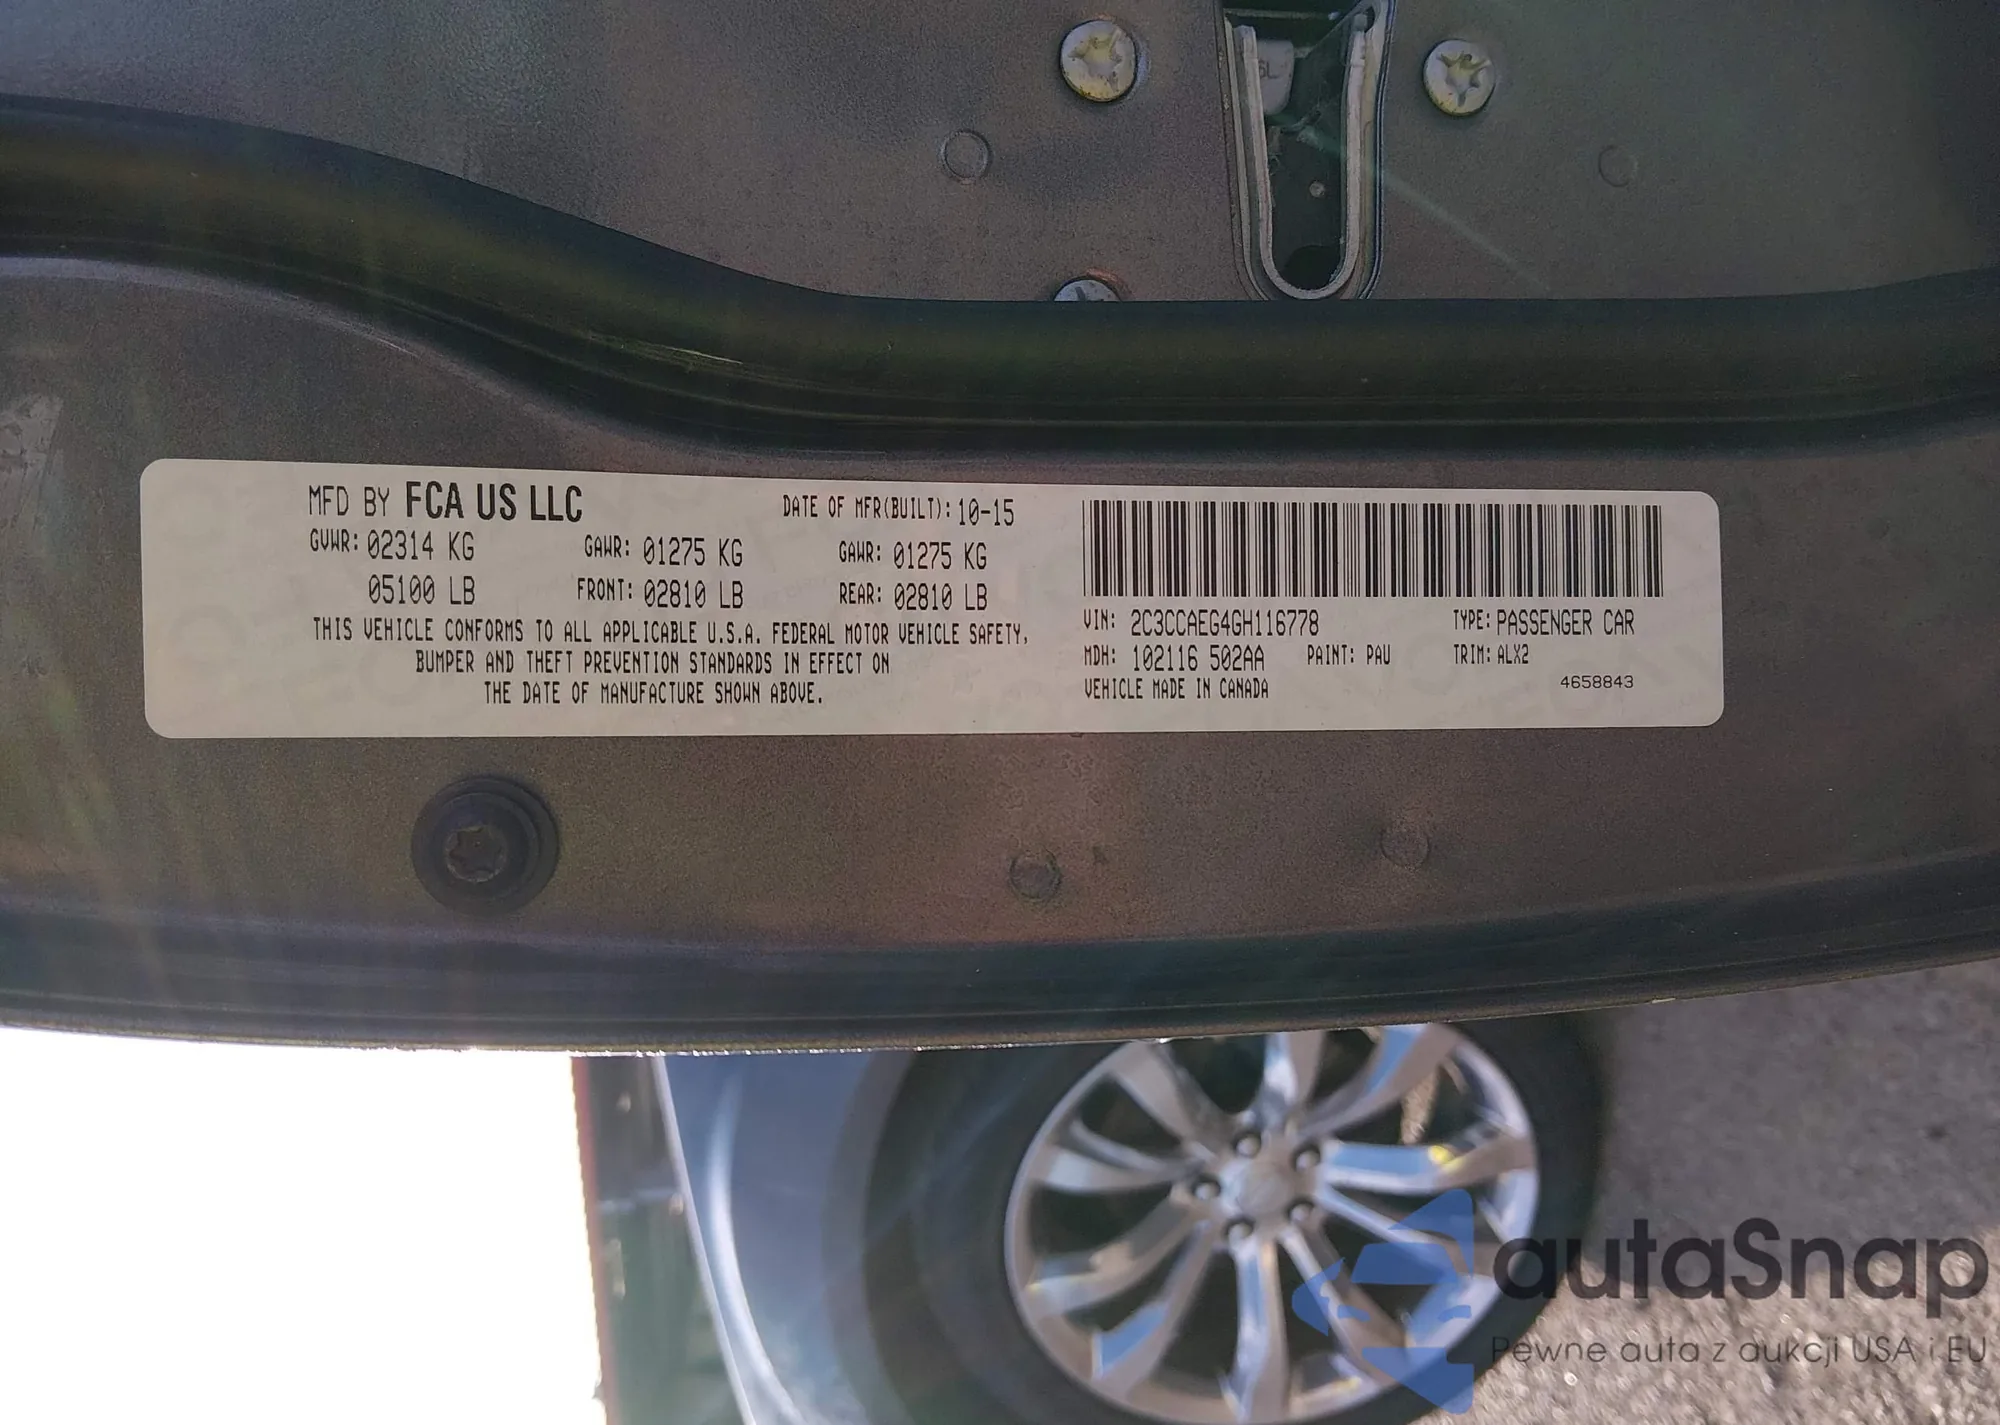 MFD BY FCA US LLC DATE OF MFR(BUILT): 10-15
GVWR: 02314 KG GAWR: 01275 KG GAWR: 01275 KG
05100 LB FRONT: 02810 LB REAR: 02810 LB
THIS VEHICLE CONFORMS TO ALL APPLICABLE U.S.A. FEDERAL MOTOR VEHICLE SAFETY,
BUMPER AND THEFT PREVENTION STANDARDS IN EFFECT ON
THE DATE OF MANUFACTURE SHOWN ABOVE.
VIN: 2C3CCAEG4GH116778 TYPE: PASSENGER CAR
MDH: 102116 502AA PAINT: PAU TRIM: ALX2
VEHICLE MADE IN CANADA 4658843
autaSnap
Pewne auta z aukcji USA i EU